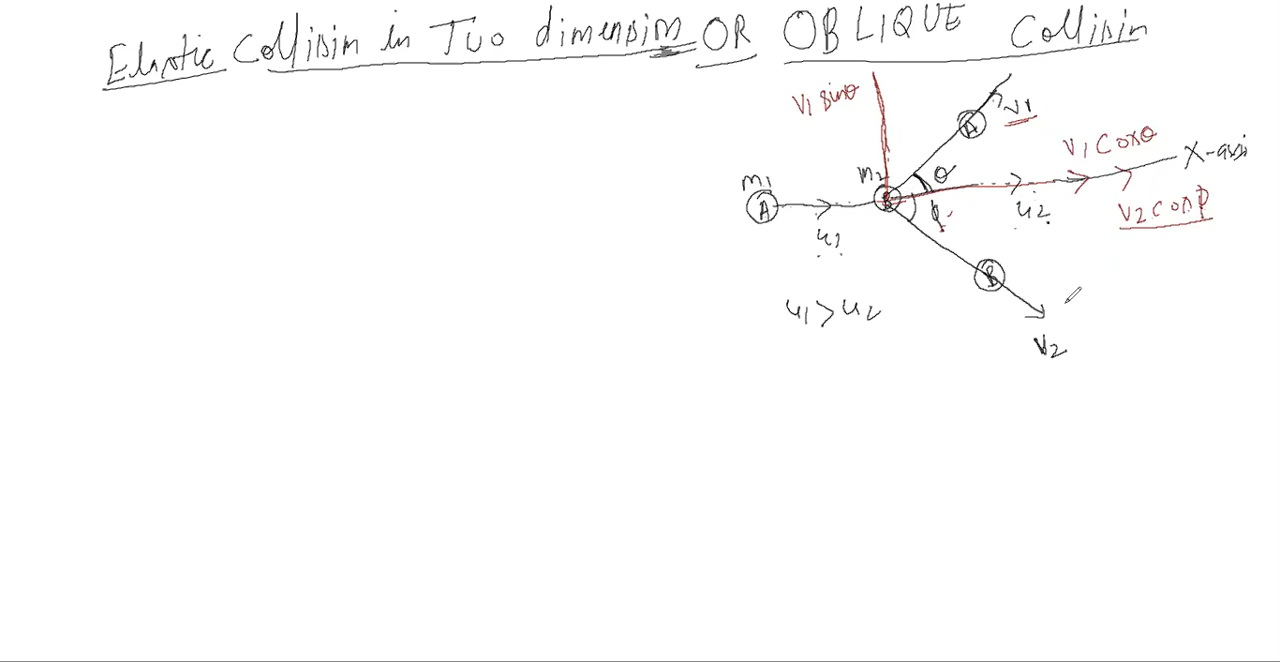 Elastic Collision in Two dimension OR OBLIQUE Collision
V1 sinθ
A
V1
V1 Cosθ
X-axis
m1
m2
θ
A
B
ϕ
u1
u2
V2 cosϕ
B
u1 > u2
V2